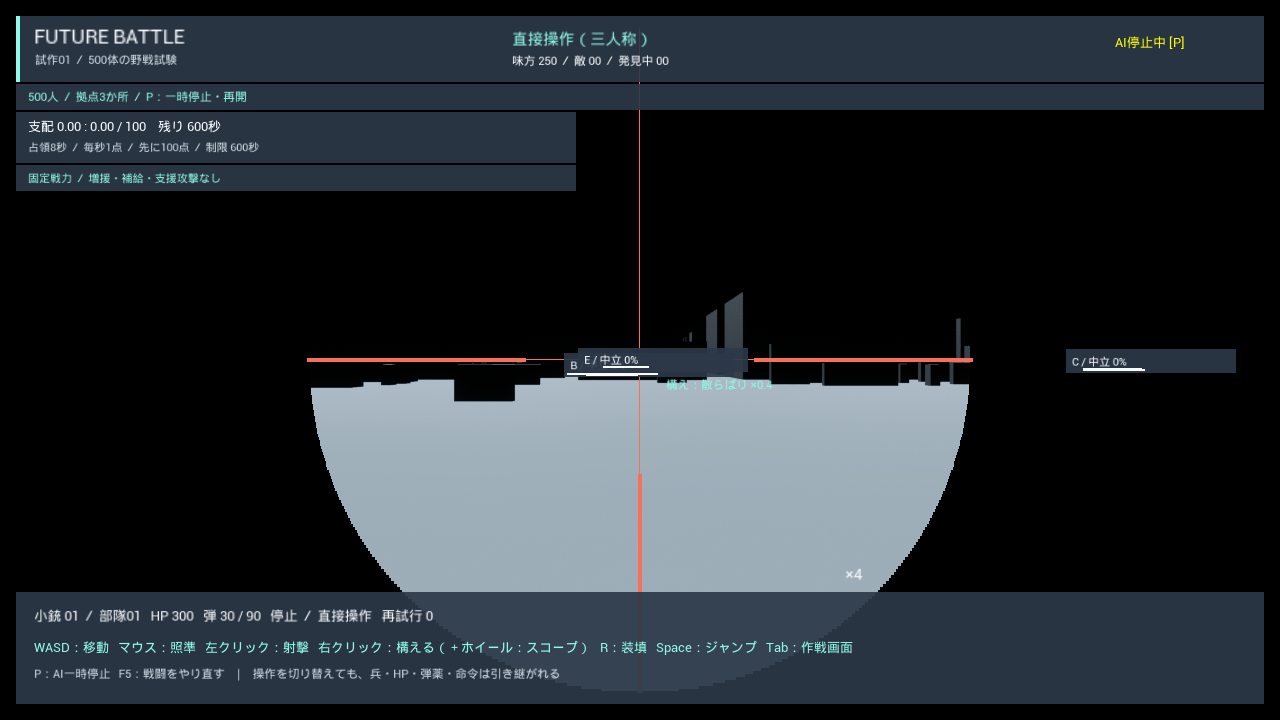 FUTURE BATTLE
試作01 / 500体の野戦試験
直接操作(三人称)
味方 250 / 敵 00 / 発見中 00
AI停止中 [P]
500人 / 拠点3か所 / P:一時停止・再開
支配 0.00 : 0.00 / 100 残り 600秒
占領8秒 / 毎秒1点 / 先に100点 / 制限 600秒
固定戦力 / 増援・補給・支援攻撃なし
B
E / 中立 0%
C / 中立 0%
構え:散らばり ×0.4
×4
小銃 01 / 部隊01 HP 300 弾 30 / 90 停止 / 直接操作 再試行 0
WASD:移動 マウス:照準 左クリック:射撃 右クリック:構える(+ホイール:スコープ) R:装填 Space:ジャンプ Tab:作戦画面
P:AI一時停止 F5:戦闘をやり直す | 操作を切り替えても、兵・HP・弾薬・命令は引き継がれる